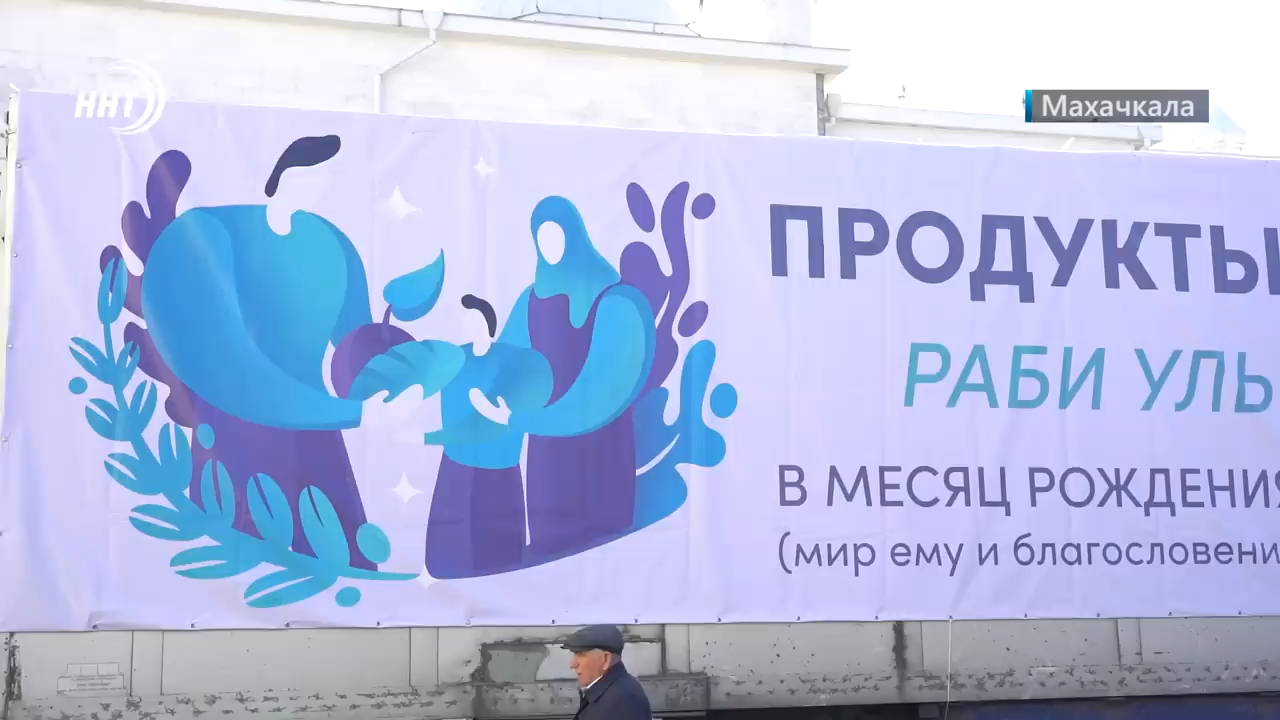 ННТ
Махачкала
ПРОДУКТЫ
РАБИ УЛЬ
В МЕСЯЦ РОЖДЕНИЯ
(мир ему и благословени